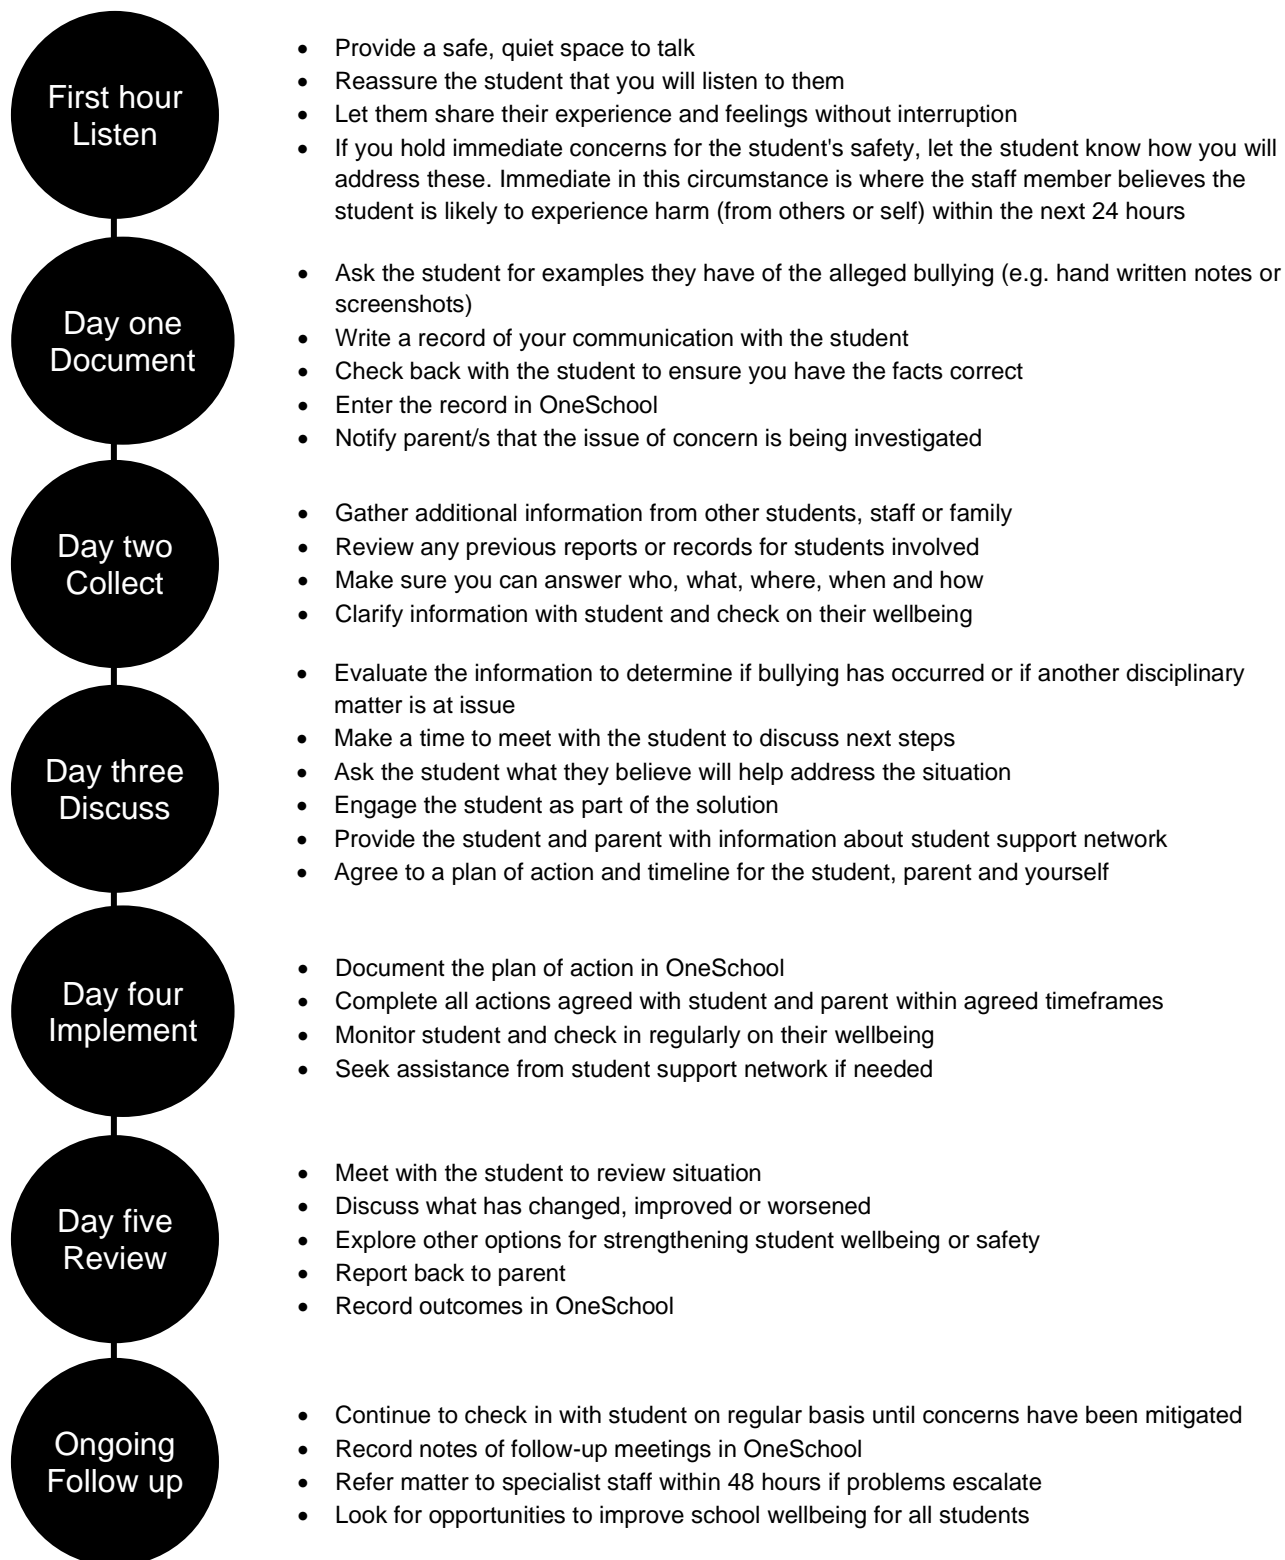 First hour
Listen
• Provide a safe, quiet space to talk
• Reassure the student that you will listen to them
• Let them share their experience and feelings without interruption
• If you hold immediate concerns for the student's safety, let the student know how you will
address these. Immediate in this circumstance is where the staff member believes the
student is likely to experience harm (from others or self) within the next 24 hours
Day one
Document
• Ask the student for examples they have of the alleged bullying (e.g. hand written notes or
screenshots)
• Write a record of your communication with the student
• Check back with the student to ensure you have the facts correct
• Enter the record in OneSchool
• Notify parent/s that the issue of concern is being investigated
Day two
Collect
• Gather additional information from other students, staff or family
• Review any previous reports or records for students involved
• Make sure you can answer who, what, where, when and how
• Clarify information with student and check on their wellbeing
Day three
Discuss
• Evaluate the information to determine if bullying has occurred or if another disciplinary
matter is at issue
• Make a time to meet with the student to discuss next steps
• Ask the student what they believe will help address the situation
• Engage the student as part of the solution
• Provide the student and parent with information about student support network
• Agree to a plan of action and timeline for the student, parent and yourself
Day four
Implement
• Document the plan of action in OneSchool
• Complete all actions agreed with student and parent within agreed timeframes
• Monitor student and check in regularly on their wellbeing
• Seek assistance from student support network if needed
Day five
Review
• Meet with the student to review situation
• Discuss what has changed, improved or worsened
• Explore other options for strengthening student wellbeing or safety
• Report back to parent
• Record outcomes in OneSchool
Ongoing
Follow up
• Continue to check in with student on regular basis until concerns have been mitigated
• Record notes of follow-up meetings in OneSchool
• Refer matter to specialist staff within 48 hours if problems escalate
• Look for opportunities to improve school wellbeing for all students